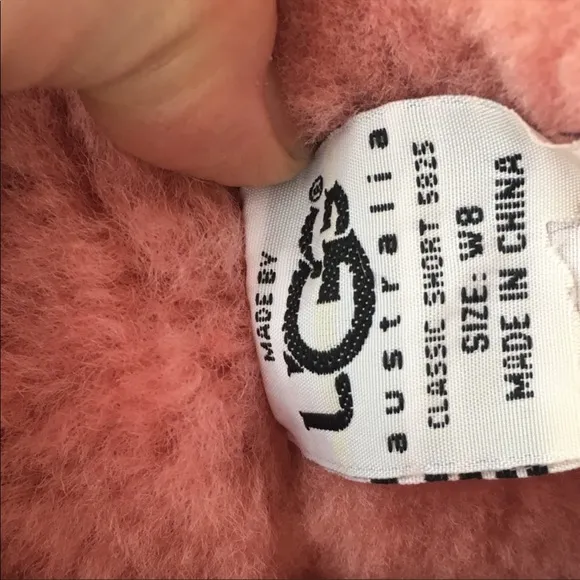 MADE BY
UGG®
australia
CLASSIC SHORT 5825
SIZE: W8
MADE IN CHINA